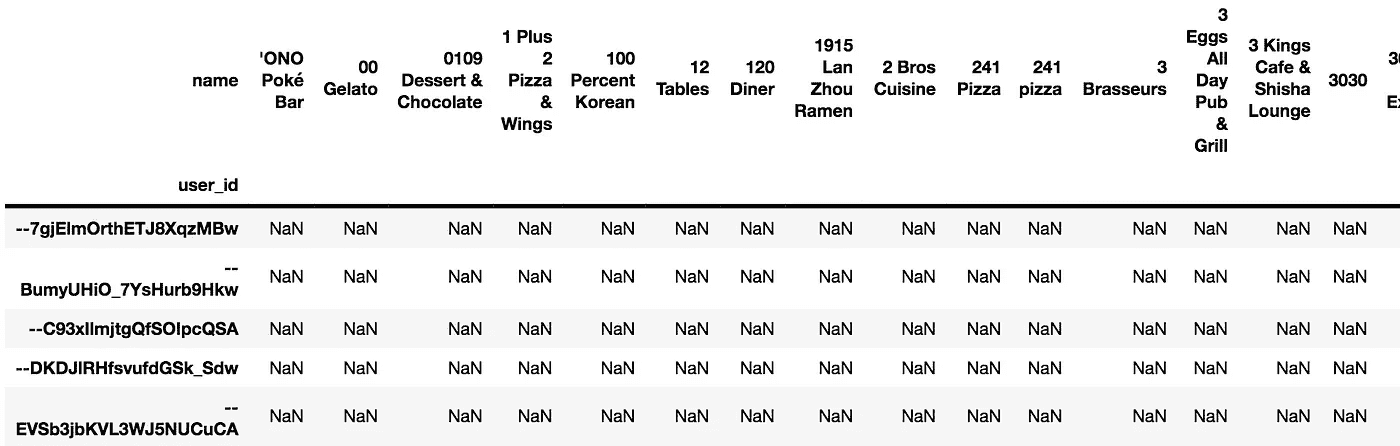 name 'ONO Poké Bar 00 Gelato 0109 Dessert & Chocolate 1 Plus 2 Pizza & Wings 100 Percent Korean 12 Tables 120 Diner 1915 Lan Zhou Ramen 2 Bros Cuisine 241 Pizza 241 pizza 3 Brasseurs 3 Eggs All Day Pub & Grill 3 Kings Cafe & Shisha Lounge 3030
user_id
--7gjElmOrthETJ8XqzMBw NaN NaN NaN NaN NaN NaN NaN NaN NaN NaN NaN NaN NaN NaN NaN
--
BumyUHiO_7YsHurb9Hkw NaN NaN NaN NaN NaN NaN NaN NaN NaN NaN NaN NaN NaN NaN NaN
--C93xIlmjtgQfSOIpcQSA NaN NaN NaN NaN NaN NaN NaN NaN NaN NaN NaN NaN NaN NaN NaN
--DKDJlRHfsvufdGSk_Sdw NaN NaN NaN NaN NaN NaN NaN NaN NaN NaN NaN NaN NaN NaN NaN
--
EVSb3jbKVL3WJ5NUCuCA NaN NaN NaN NaN NaN NaN NaN NaN NaN NaN NaN NaN NaN NaN NaN